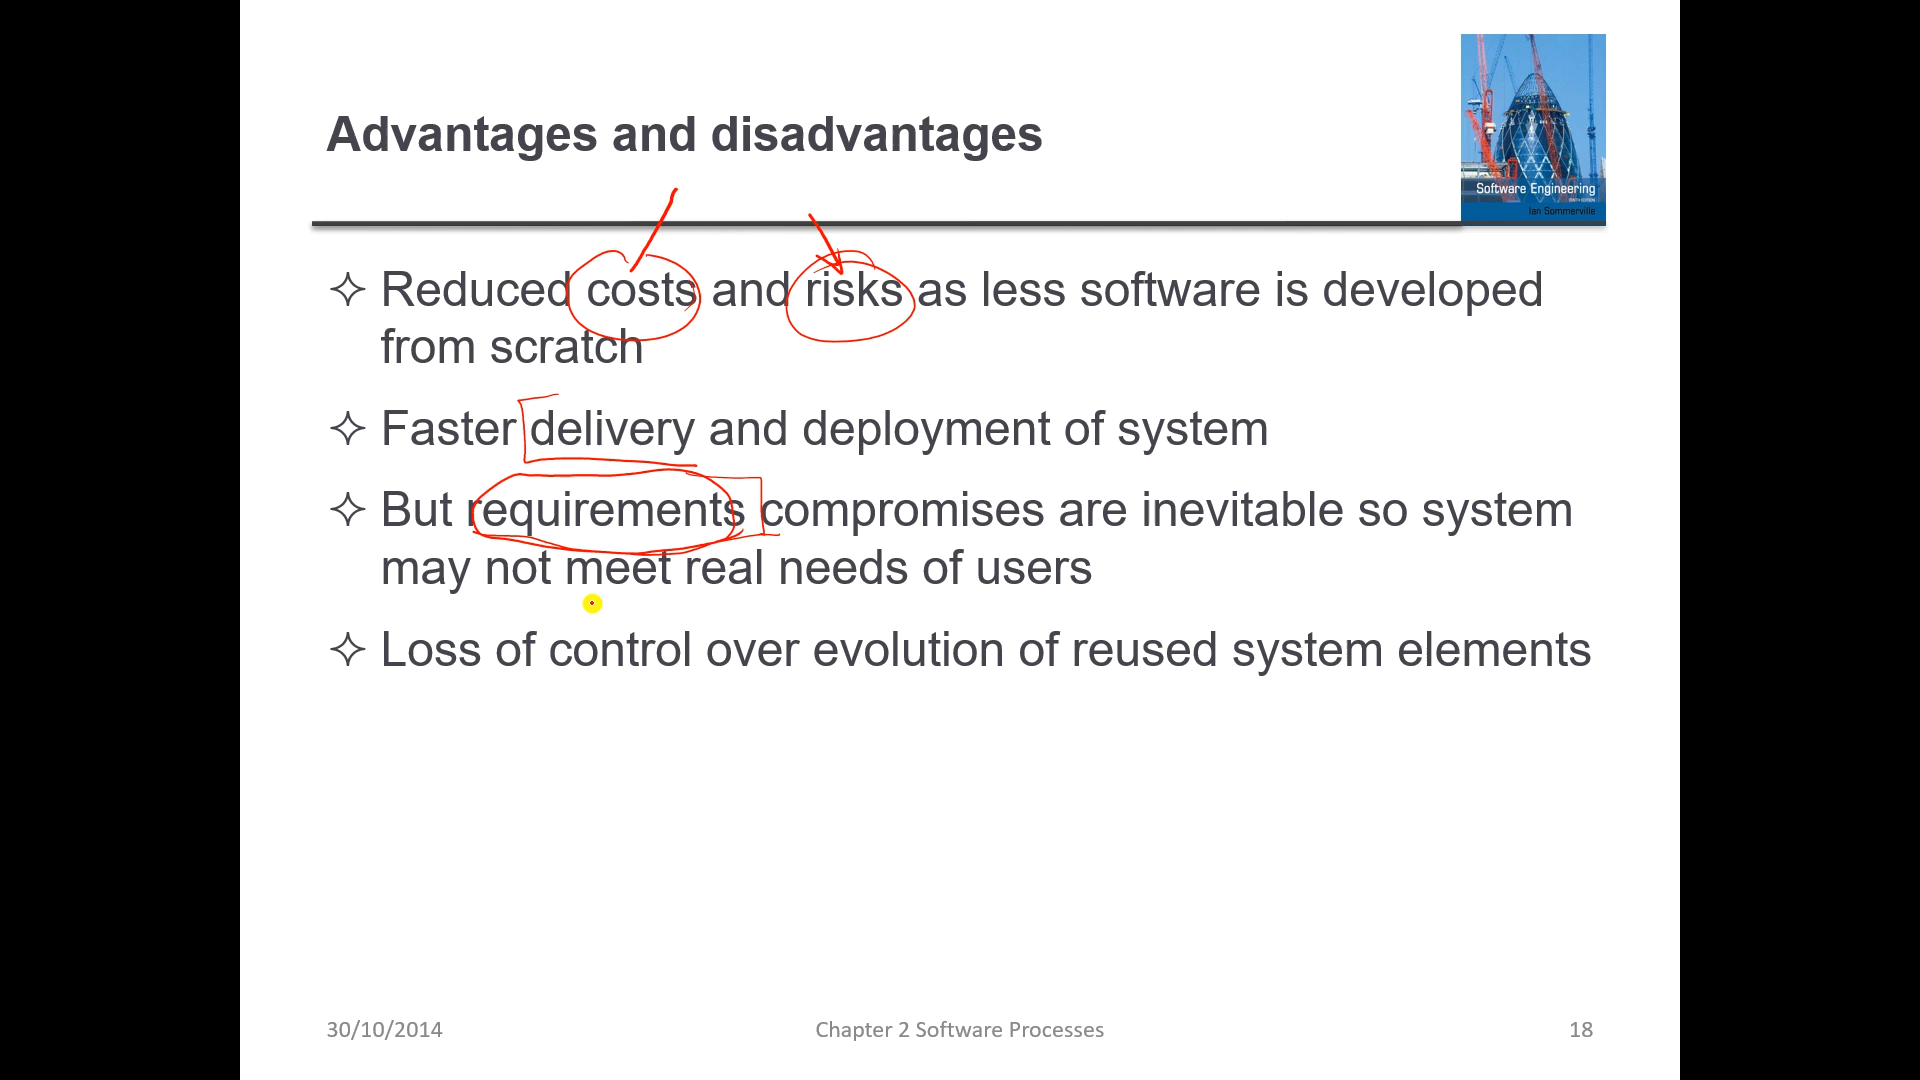 Advantages and disadvantages
Software Engineering
Ian Sommerville
✧ Reduced costs and risks as less software is developed
from scratch
✧ Faster delivery and deployment of system
✧ But requirements compromises are inevitable so system
may not meet real needs of users
✧ Loss of control over evolution of reused system elements
30/10/2014
Chapter 2 Software Processes
18